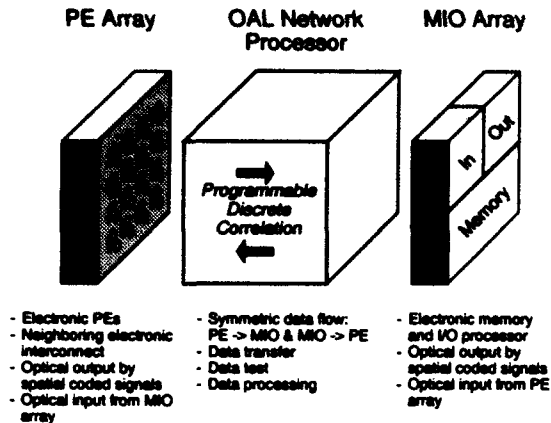 PE Array
OAL Network
Processor
MIO Array
Programmable
Discrete
Correlation
In
Out
Memory
- Electronic PEs
- Neighboring electronic
interconnect
- Optical output by
spatial coded signals
- Optical input from MIO
array
- Symmetric data flow:
PE -> MIO & MIO -> PE
- Data transfer
- Data test
- Data processing
- Electronic memory
and I/O processor
- Optical output by
spatial coded signals
- Optical input from PE
array